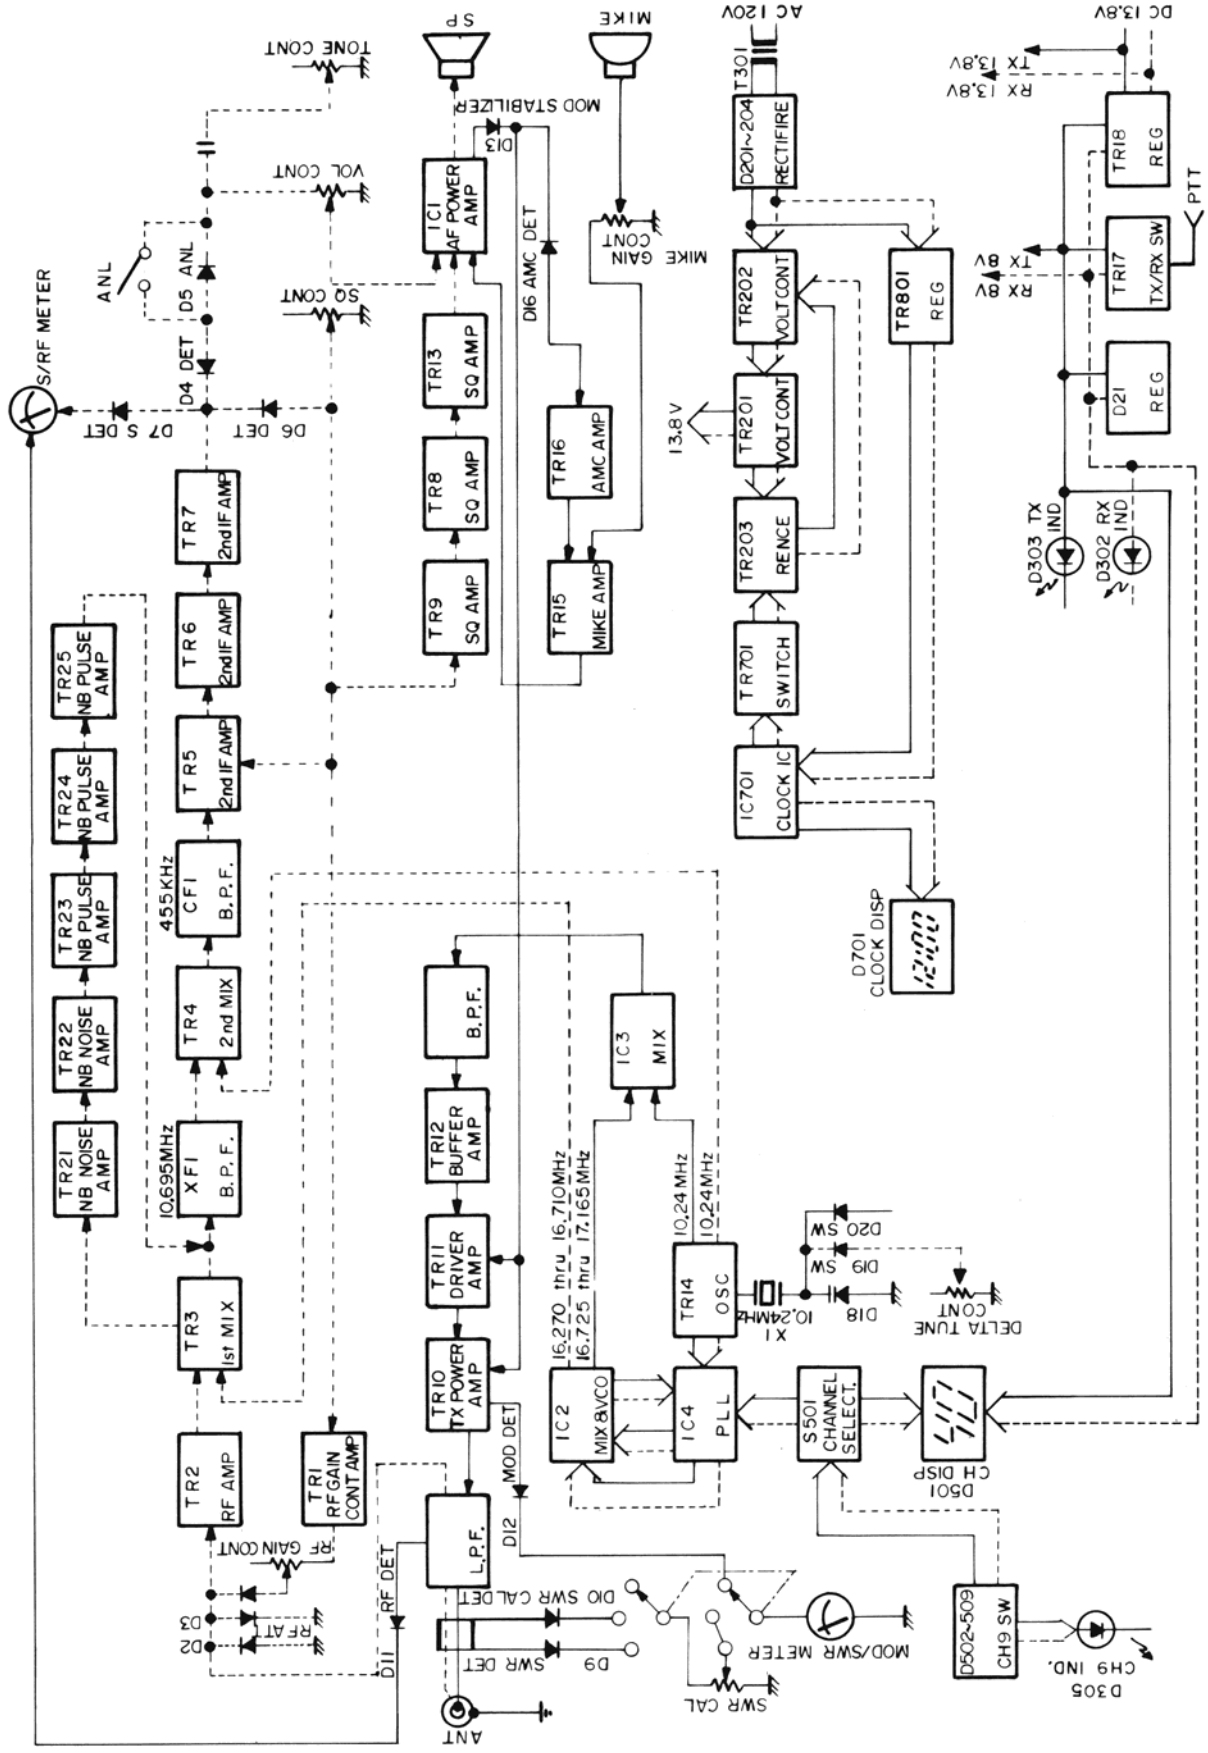 SP
MIKE
AC 120V
DC 13.8V
TONE CONT
MOD STABILIZER
T301
TX 13.8V
RX 13.8V
D13
D201~204
RECTIFIRE
TR18
REG
VOL CONT
IC1
AF POWER
AMP
PTT
ANL
D5 ANL
D16 AMC DET
MIKE GAIN
CONT
TR202
VOLT CONT
TR801
REG
TX 8V
RX 8V
TR17
TX/RX SW
SQ CONT
S/RF METER
D4 DET
D7 S DET
D6 DET
TR13
SQ AMP
TR16
AMC AMP
13.8V
TR201
VOLT CONT
D21
REG
TR7
2nd IF AMP
TR8
SQ AMP
TR203
RENCE
D303 TX
IND
D302 RX
IND
TR25
NB PULSE
AMP
TR6
2nd IF AMP
TR9
SQ AMP
TR15
MIKE AMP
TR701
SWITCH
TR24
NB PULSE
AMP
TR5
2nd IF AMP
IC701
CLOCK IC
TR23
NB PULSE
AMP
455KHz
CF1
B.P.F.
D701
CLOCK DISP
12:00
TR22
NB NOISE
AMP
TR4
2nd MIX
B.P.F.
IC3
MIX
TR21
NB NOISE
AMP
10.695MHz
XF1
B.P.F.
TR12
BUFFER
AMP
16.270 thru 16.710MHz
16.725 thru 17.165MHz
10.24MHz
10.24MHz
TR3
1st MIX
TR11
DRIVER
AMP
TR14
OSC
X1
10.24MHz
D20 SW
D19 SW
D18
DELTA TUNE
CONT
TR10
TX POWER
AMP
IC2
MIX&VCO
IC4
PLL
S501
CHANNEL
SELECT.
40
D501
CH DISP
TR2
RF AMP
TR1
RF GAIN
CONT AMP
RF GAIN CONT
L.P.F.
MOD DET
D12
D3
D2
RF ATT
D11 RF DET
D10 SWR CAL DET
SWR DET
D9
SWR CAL
MOD/SWR METER
D502~509
CH9 SW
D305
CH9 IND.
ANT